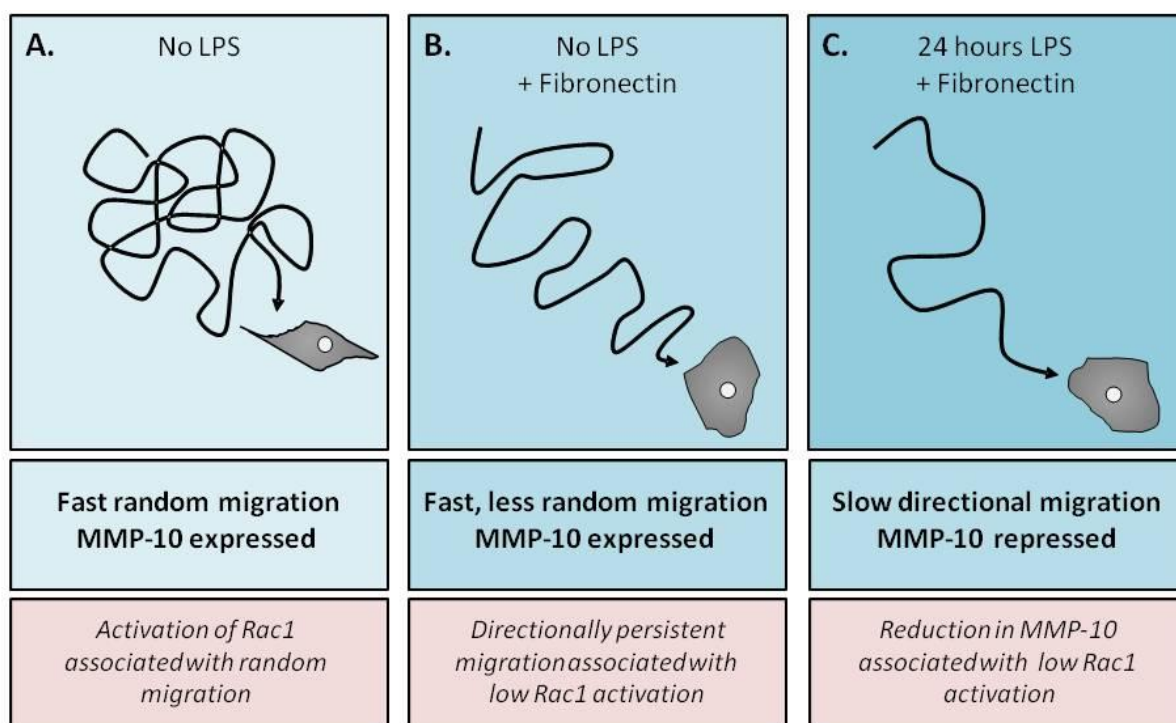 A.
No LPS
B.
No LPS
+ Fibronectin
C.
24 hours LPS
+ Fibronectin
Fast random migration
MMP-10 expressed
Fast, less random migration
MMP-10 expressed
Slow directional migration
MMP-10 repressed
Activation of Rac1
associated with random
migration
Directionally persistent
migration associated with
low Rac1 activation
Reduction in MMP-10
associated with low Rac1
activation